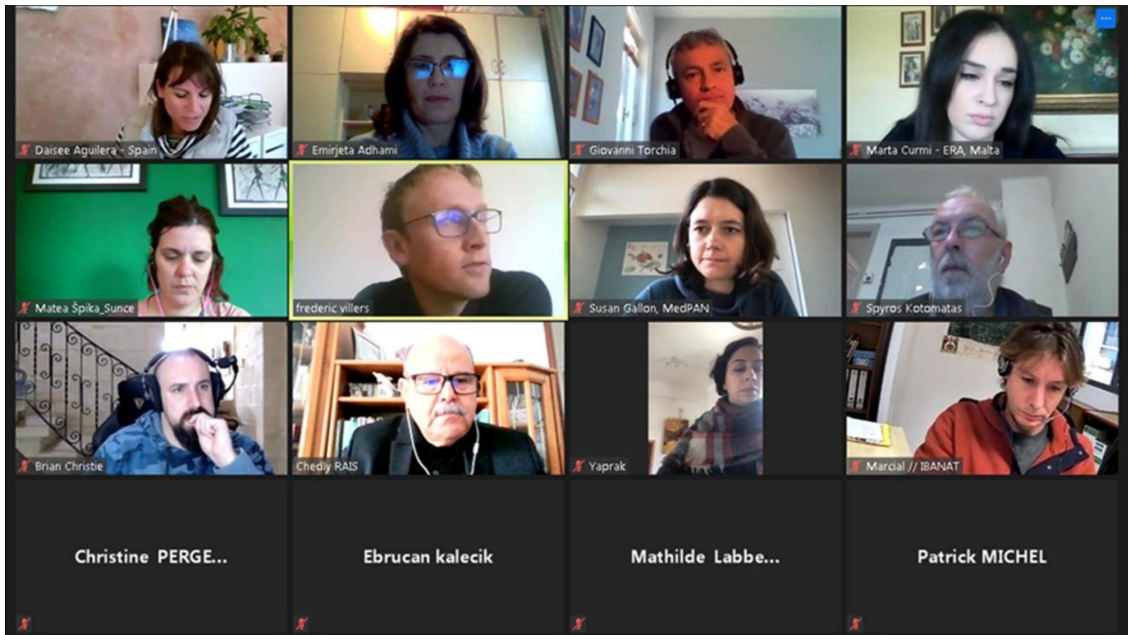 Daisee Aguilera - Spain
Emirjeta Adhami
Giovanni Torchia
Marta Curmi - ERA, Malta
Matea Špika_Sunce
frederic villers
Susan Gallon, MedPAN
Spyros Kotomatas
Brian Christie
Chedly RAIS
Yaprak
Marcial // IBANAT
Christine PERGE...
Ebrucan kalecik
Mathilde Labbe...
Patrick MICHEL